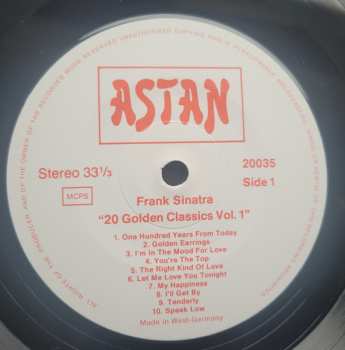 ASTAN
Stereo 33⅓
20035
MCPS
Side 1
Frank Sinatra
"20 Golden Classics Vol. 1"
1. One Hundred Years From Today
2. Golden Earrings
3. I'm in The Mood For Love
4. You're The Top
5. The Right Kind Of Love
6. Let Me Love You Tonight
7. My Happiness
8. I'll Get By
9. Tenderly
10. Speak Low
Made in West-Germany